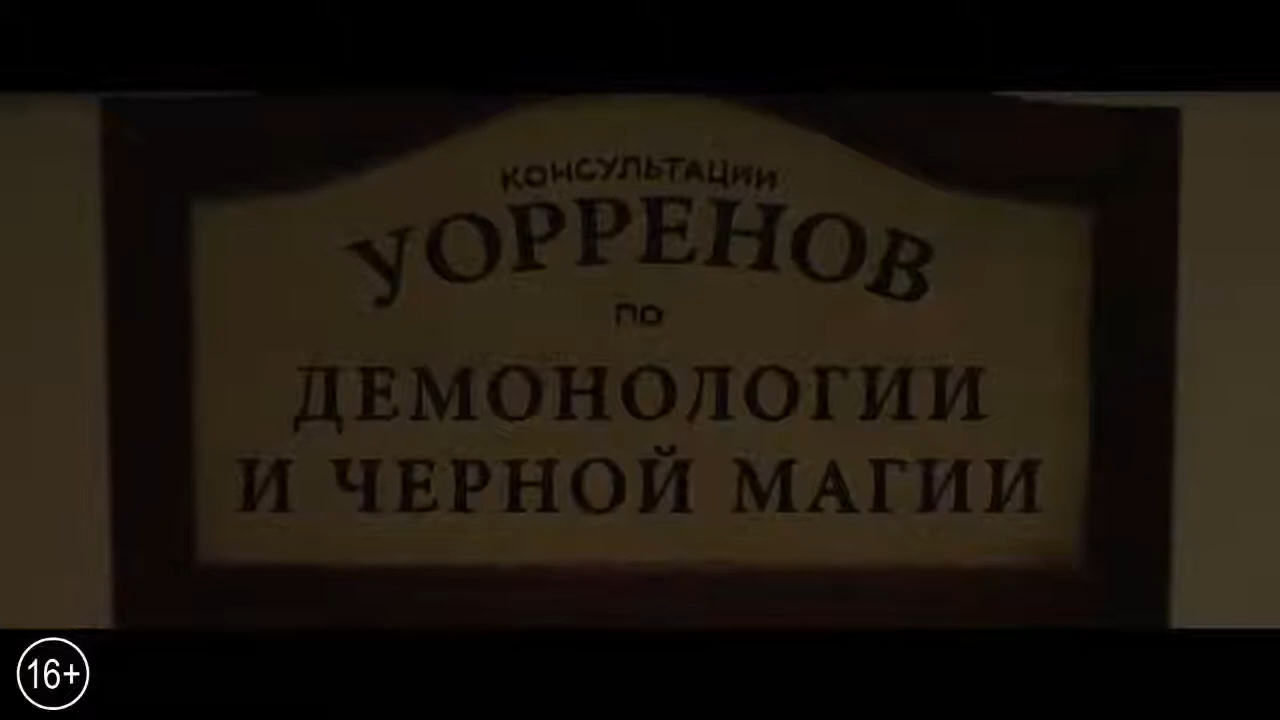 КОНСУЛЬТАЦИИ
УОРРЕНОВ
ПО
ДЕМОНОЛОГИИ
И ЧЕРНОЙ МАГИИ
16+